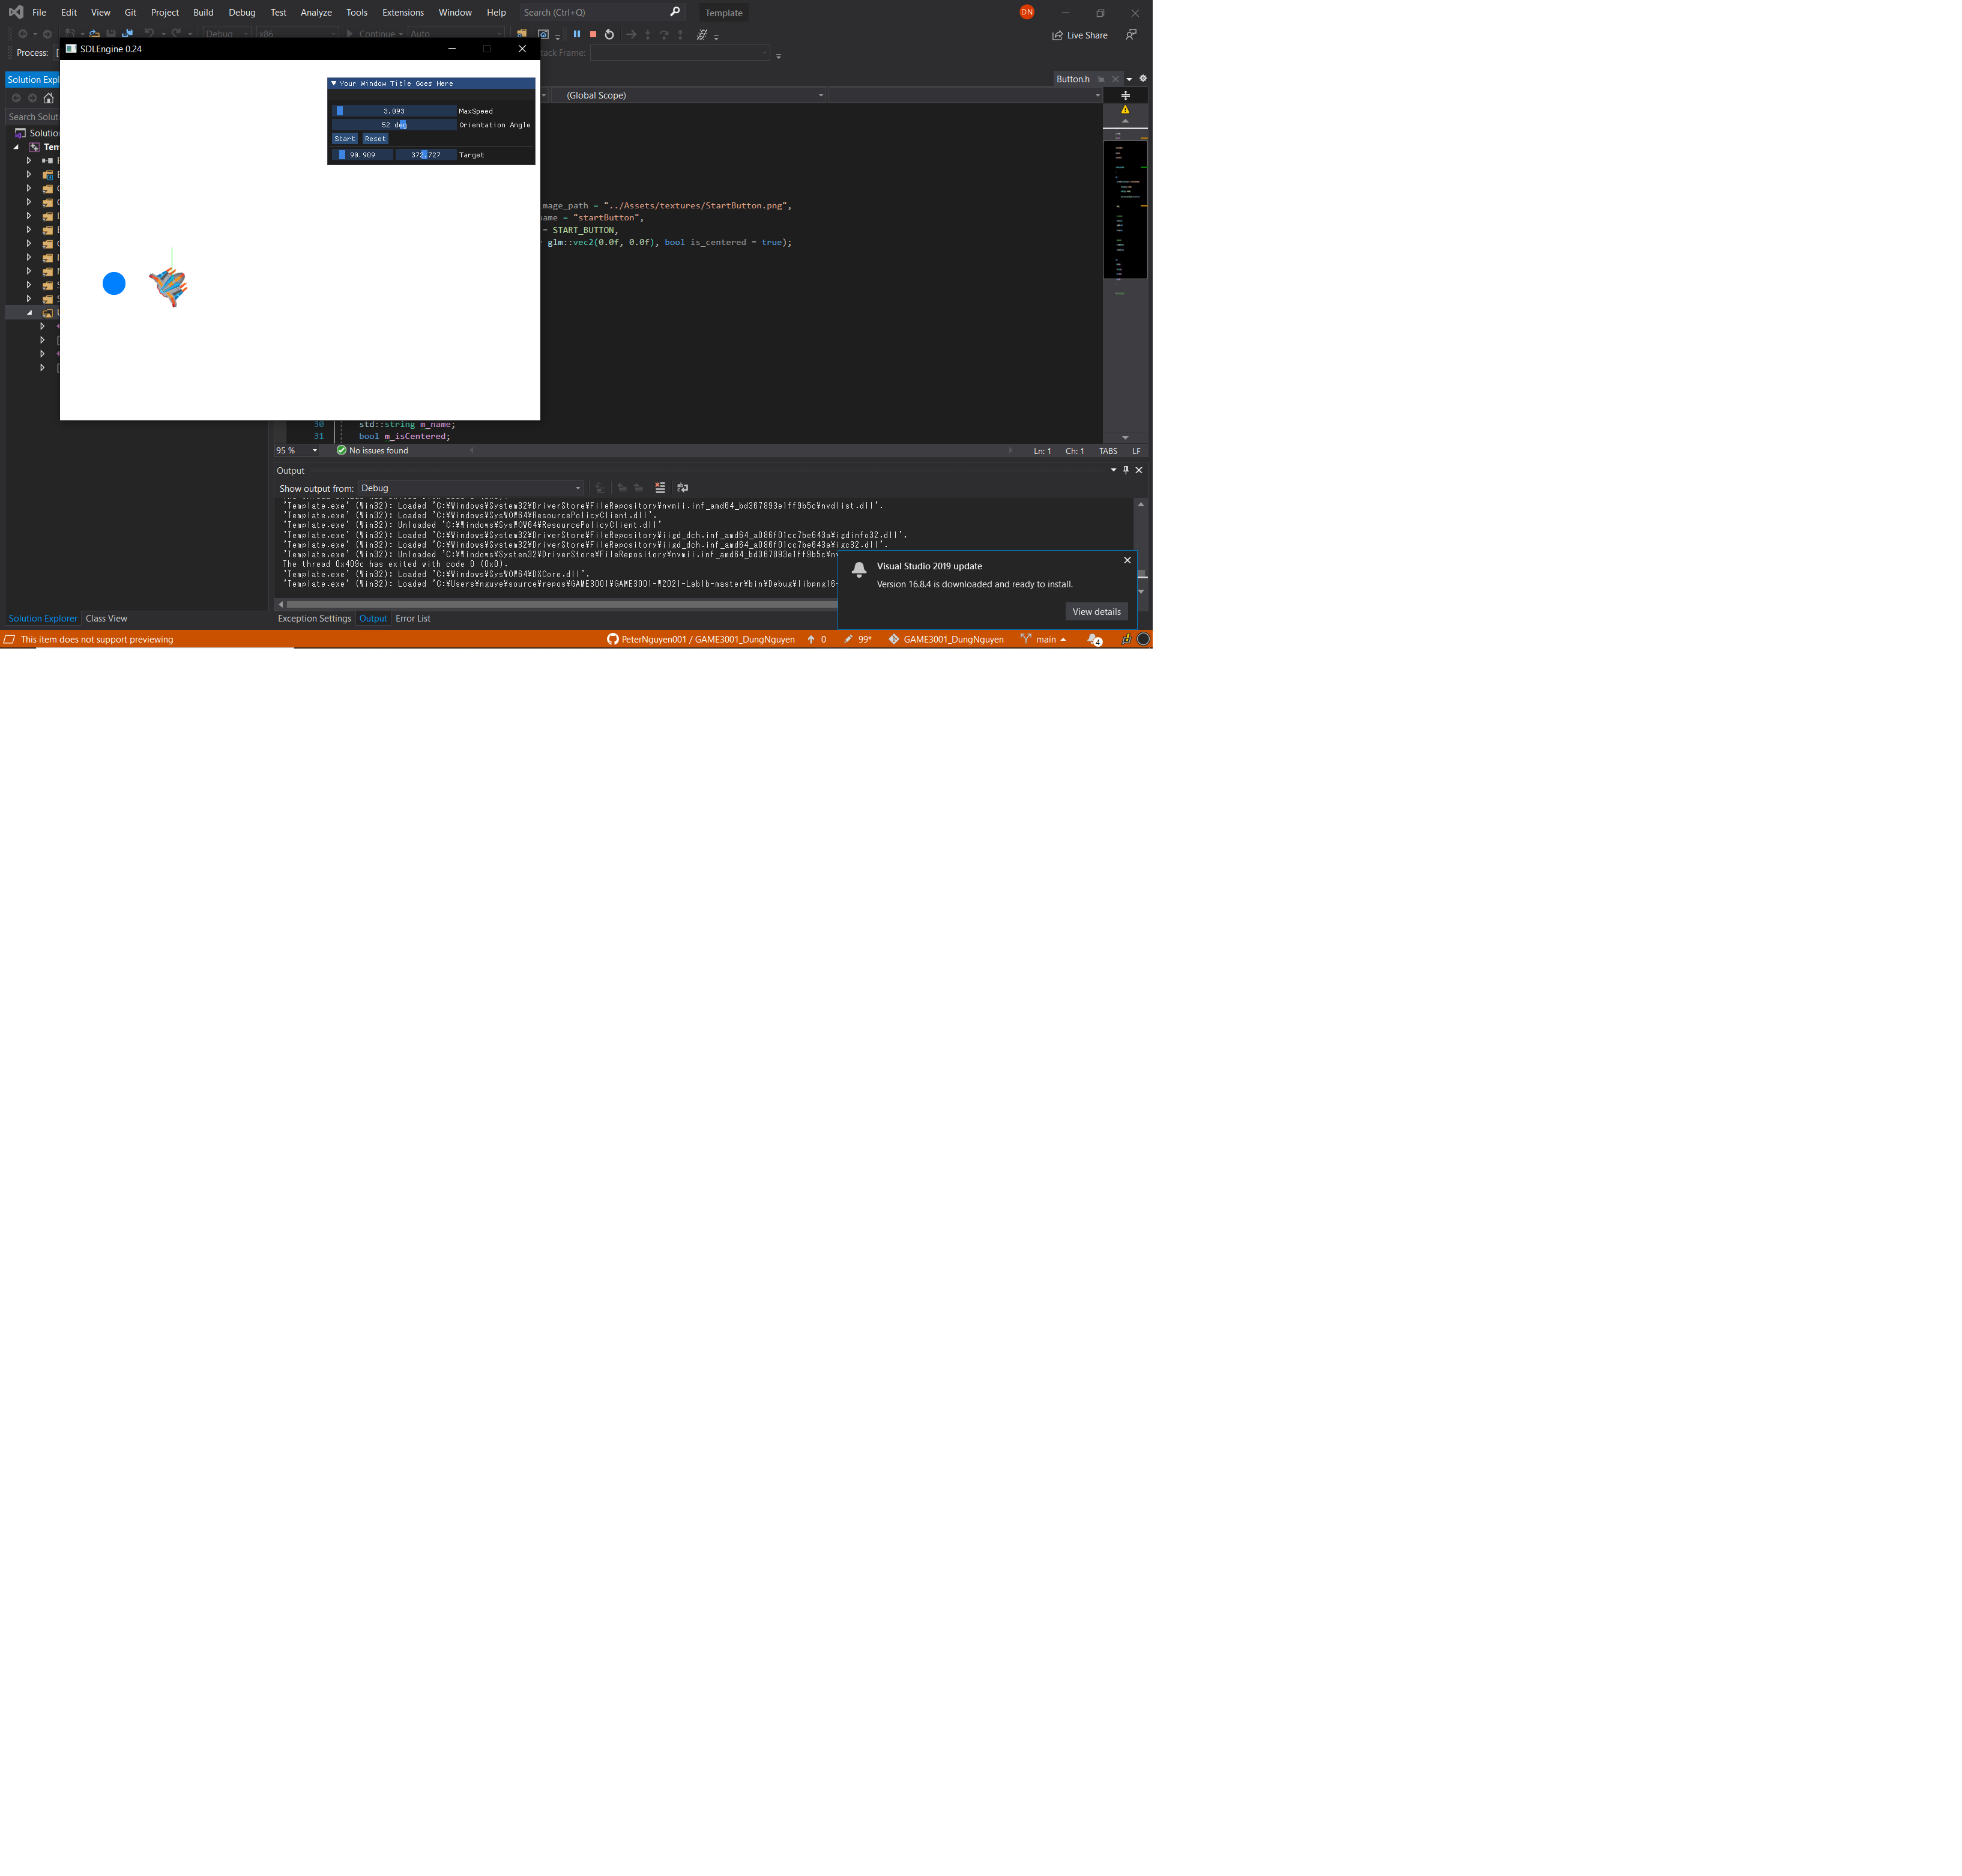 File Edit View Git Project Build Debug Test Analyze Tools Extensions Window Help Search (Ctrl+Q) Template DN
Debug x86 Continue Auto Live Share
Process: tack Frame:
SDLEngine 0.24
Solution Expl
Button.h
Your Window Title Goes Here
(Global Scope)
3.093 MaxSpeed
52 deg Orientation Angle
Start Reset
90.909 372.727 Target
Search Solut
Solution
Tem
image_path = "../Assets/textures/StartButton.png",
name = "startButton",
= START_BUTTON,
glm::vec2(0.0f, 0.0f), bool is_centered = true);
30 std::string m_name;
31 bool m_isCentered;
95 % No issues found Ln: 1 Ch: 1 TABS LF
Output
Show output from: Debug
'Template.exe' (Win32): Loaded 'C:¥Windows¥System32¥DriverStore¥FileRepository¥nvmii.inf_amd64_bd367893e1ff9b5c¥nvdlist.dll'.
'Template.exe' (Win32): Loaded 'C:¥Windows¥SysWOW64¥ResourcePolicyClient.dll'.
'Template.exe' (Win32): Unloaded 'C:¥Windows¥SysWOW64¥ResourcePolicyClient.dll'
'Template.exe' (Win32): Loaded 'C:¥Windows¥System32¥DriverStore¥FileRepository¥iigd_dch.inf_amd64_a086f01cc7be643a¥igdinfo32.dll'.
'Template.exe' (Win32): Loaded 'C:¥Windows¥System32¥DriverStore¥FileRepository¥iigd_dch.inf_amd64_a086f01cc7be643a¥igc32.dll'.
'Template.exe' (Win32): Unloaded 'C:¥Windows¥System32¥DriverStore¥FileRepository¥nvmii.inf_amd64_bd367893e1ff9b5c¥nv
The thread 0x409c has exited with code 0 (0x0).
'Template.exe' (Win32): Loaded 'C:¥Windows¥SysWOW64¥DXCore.dll'.
'Template.exe' (Win32): Loaded 'C:¥Users¥nguye¥source¥repos¥GAME3001¥GAME3001-W2021-Lab1b-master¥bin¥Debug¥libpng16-
Visual Studio 2019 update
Version 16.8.4 is downloaded and ready to install.
View details
Solution Explorer Class View Exception Settings Output Error List
This item does not support previewing PeterNguyen001 / GAME3001_DungNguyen 0 99* GAME3001_DungNguyen main 4